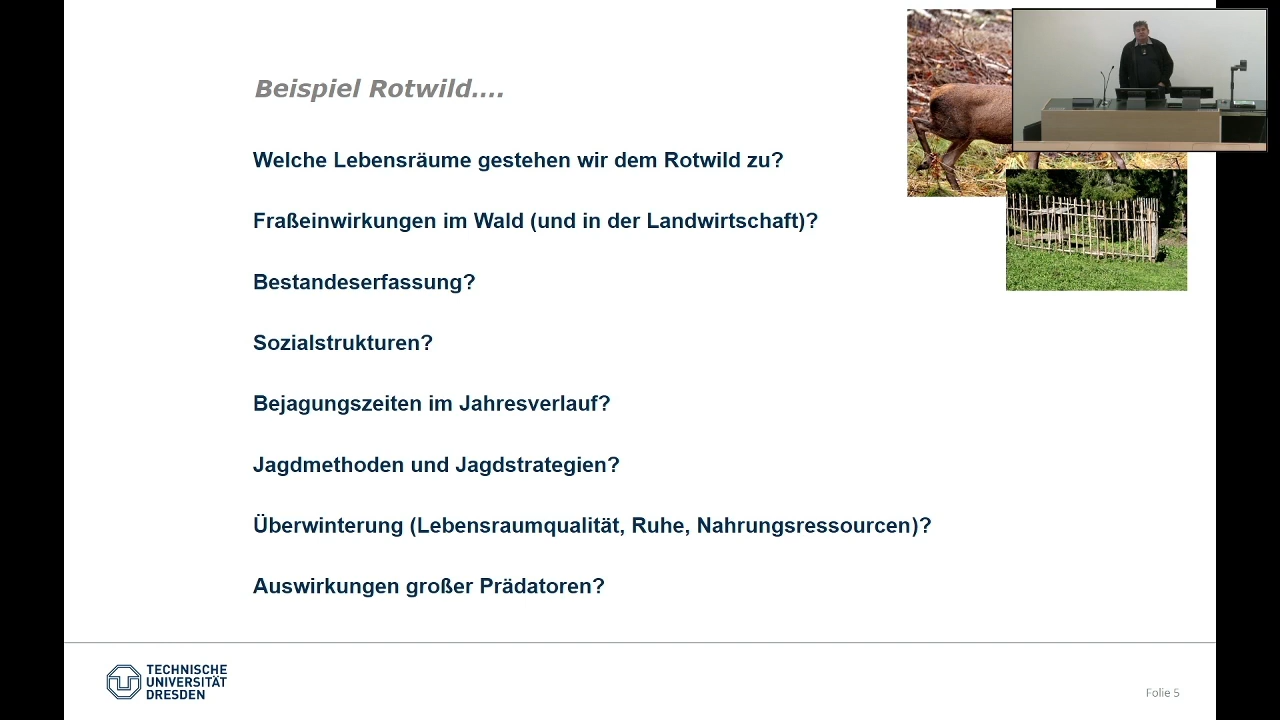 Beispiel Rotwild....
Welche Lebensräume gestehen wir dem Rotwild zu?
Fraßeinwirkungen im Wald (und in der Landwirtschaft)?
Bestandeserfassung?
Sozialstrukturen?
Bejagungszeiten im Jahresverlauf?
Jagdmethoden und Jagdstrategien?
Überwinterung (Lebensraumqualität, Ruhe, Nahrungsressourcen)?
Auswirkungen großer Prädatoren?
TECHNISCHE
UNIVERSITÄT
DRESDEN
Folie 5